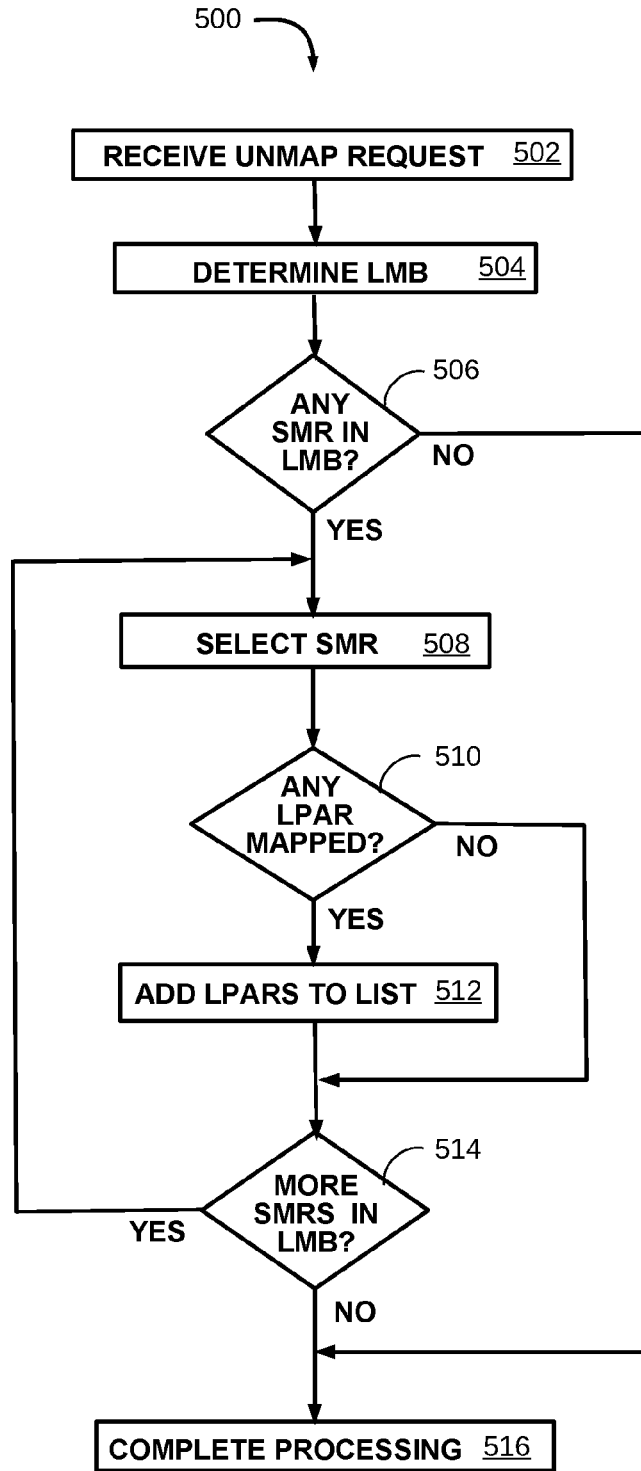 500
RECEIVE UNMAP REQUEST 502
DETERMINE LMB 504
506
ANY
SMR IN
LMB?
NO
YES
SELECT SMR 508
510
ANY
LPAR
MAPPED?
NO
YES
ADD LPARS TO LIST 512
514
MORE
SMRS IN
LMB?
YES
NO
COMPLETE PROCESSING 516